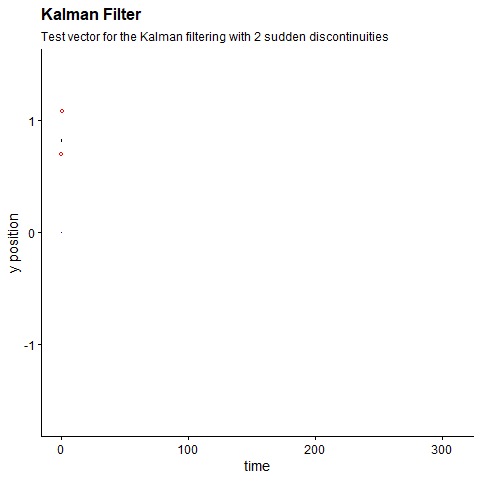 Kalman Filter
Test vector for the Kalman filtering with 2 sudden discontinuities
1
0
-1
y position
0 100 200 300
time